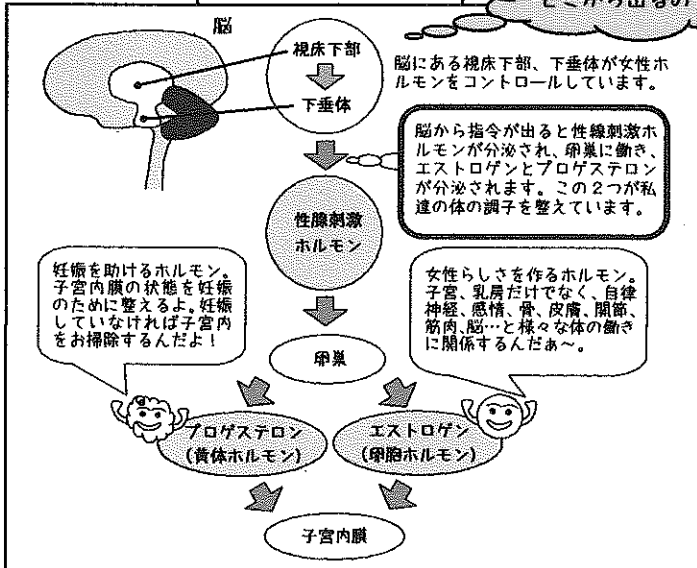 どこから出るの
脳
視床下部
下垂体
脳にある視床下部、下垂体が女性ホ
ルモンをコントロールしています。
脳から指令が出ると性線刺激ホ
ルモンが分泌され、卵巣に働き、
エストロゲンとプロゲステロン
が分泌されます。この2つが私
達の体の調子を整えています。
性腺刺激
ホルモン
妊娠を助けるホルモン。
子宮内膜の状態を妊娠
のために整えるよ。妊娠
していなければ子宮内
をお掃除するんだよ！
女性らしさを作るホルモン。
子宮、乳房だけでなく、自律
神経、感情、骨、皮膚、関節、
筋肉、脳…と様々な体の働き
に関係するんだぁ～。
卵巣
プロゲステロン
(黄体ホルモン)
エストロゲン
(卵胞ホルモン)
子宮内膜